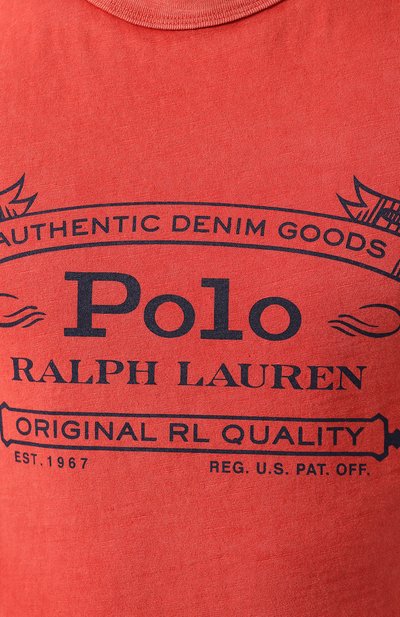 AUTHENTIC DENIM GOODS
Polo
RALPH LAUREN
ORIGINAL RL QUALITY
EST. 1967 REG. U.S. PAT. OFF.